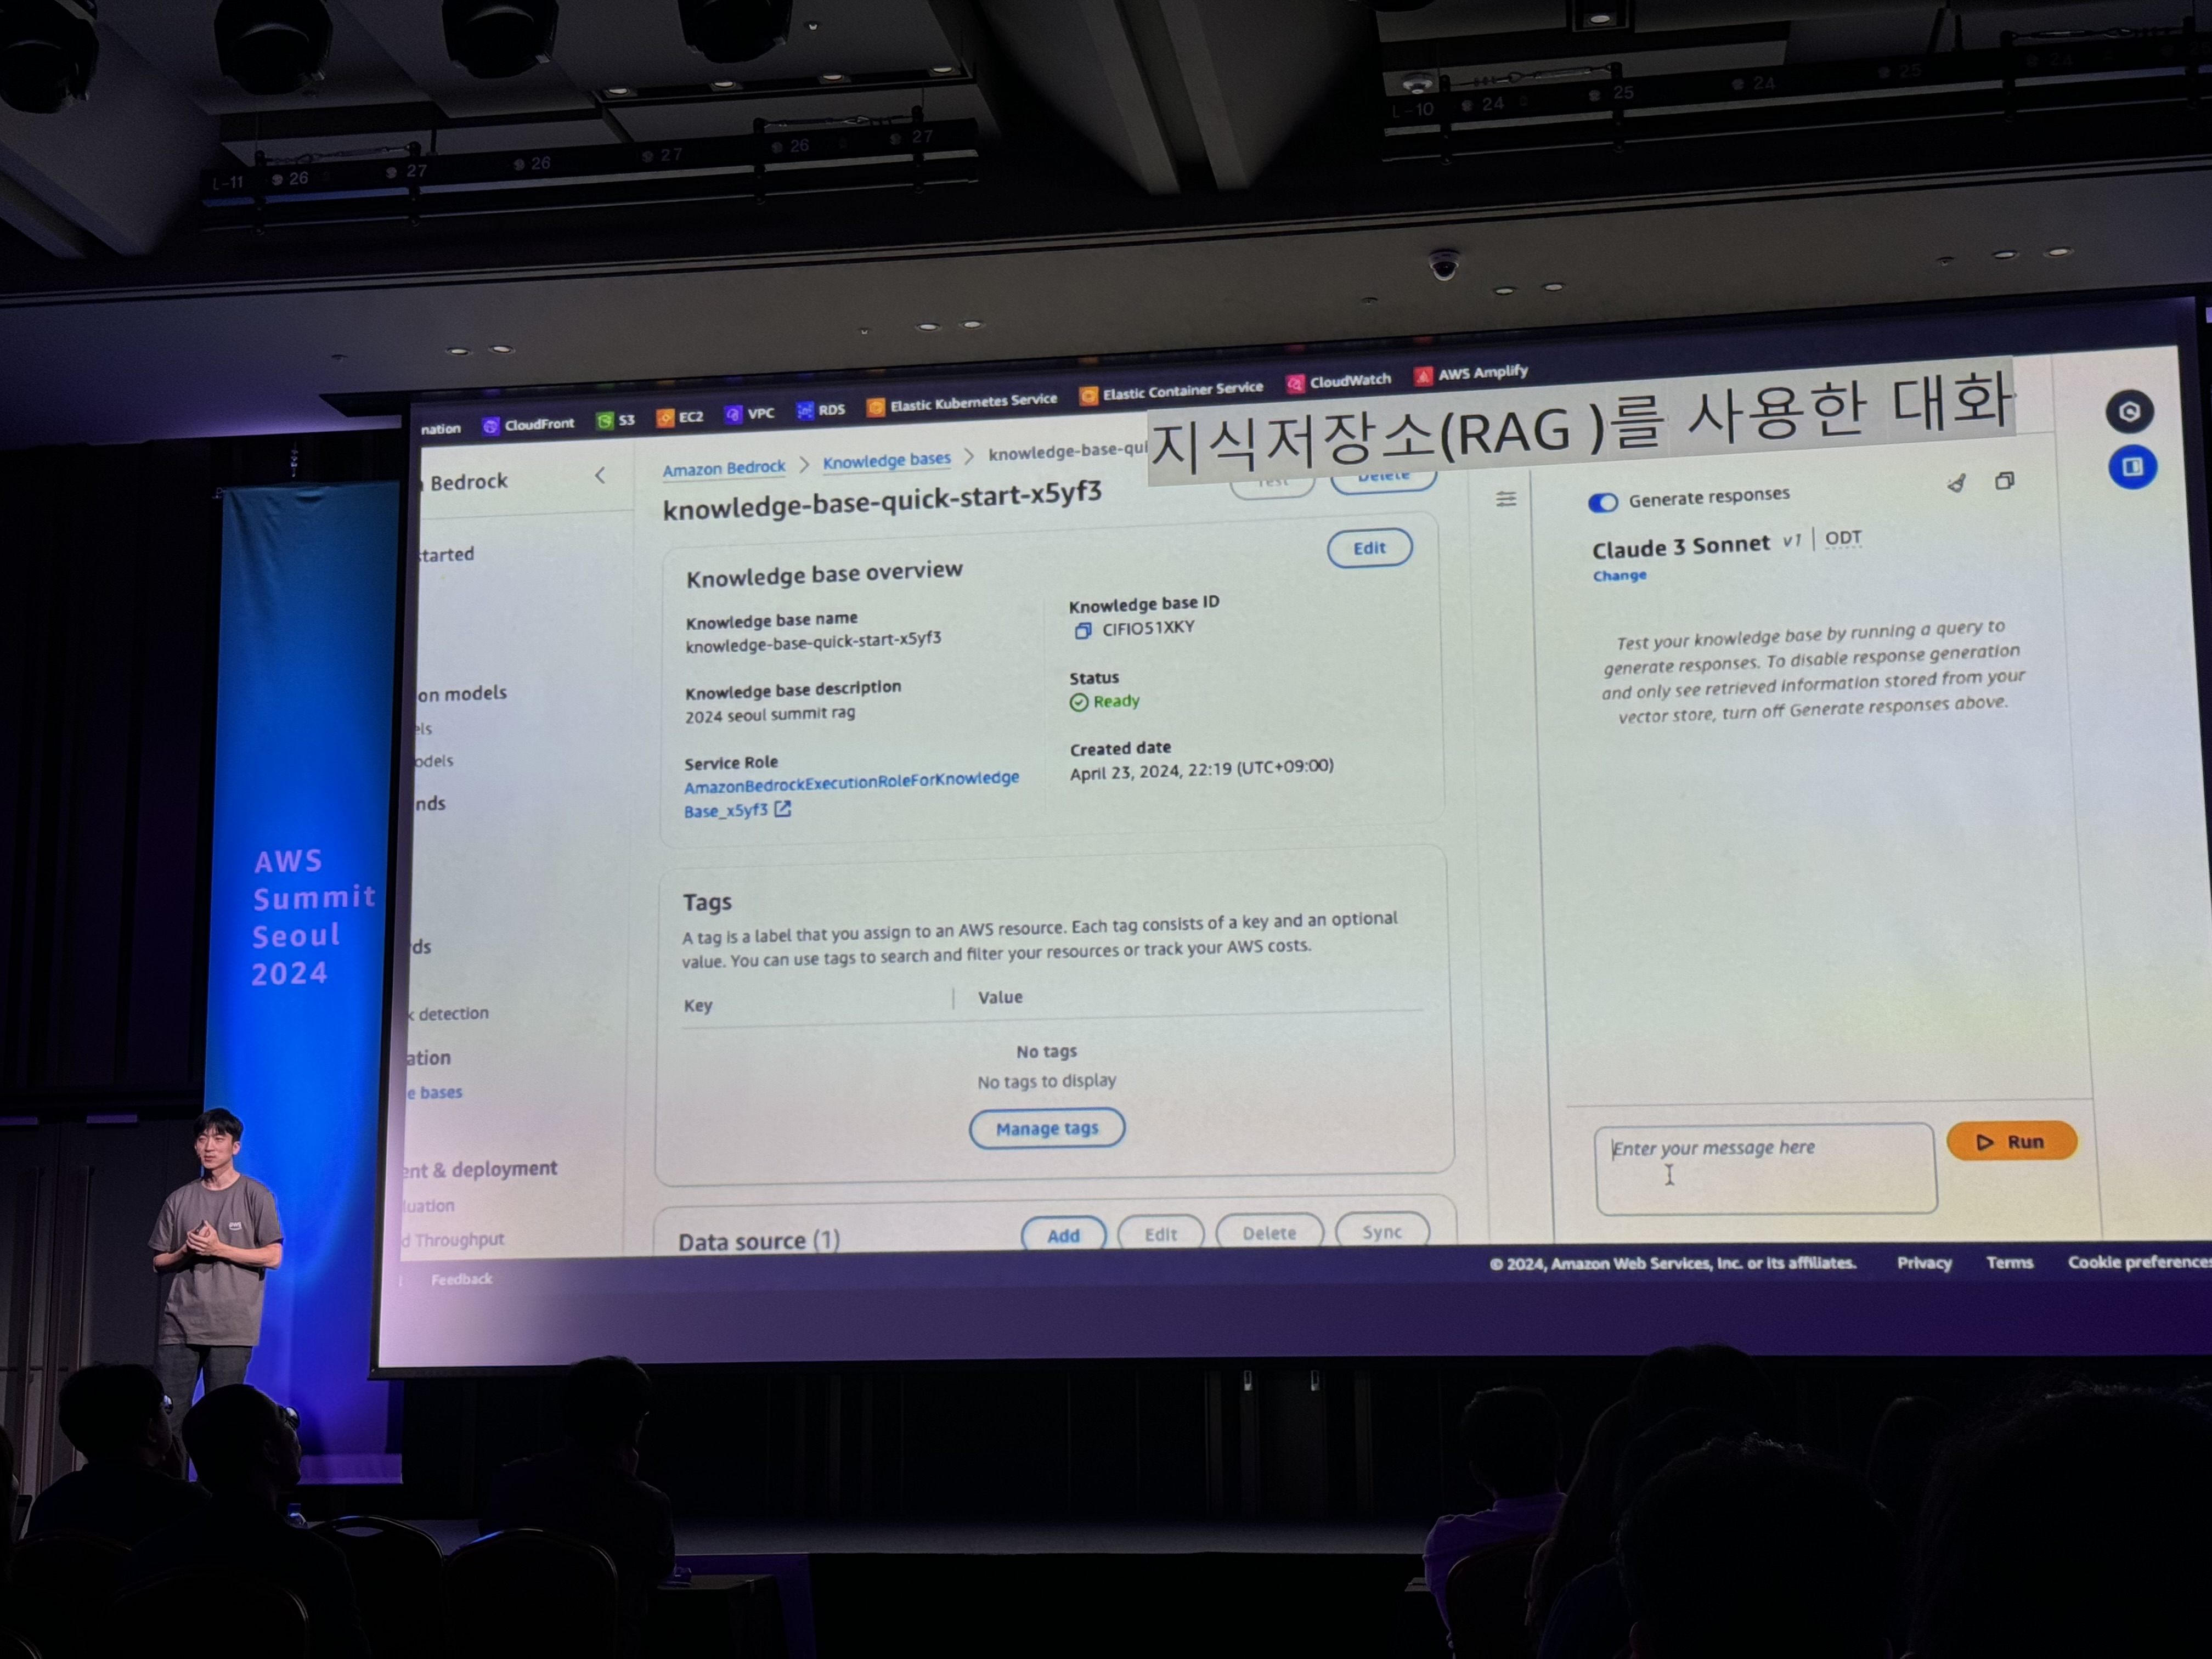 L-11 26 27 26 27 26 27
L-10 24 25 24 25 24
nation CloudFront S3 EC2 VPC RDS Elastic Kubernetes Service Elastic Container Service CloudWatch AWS Amplify
지식저장소(RAG )를 사용한 대화
Bedrock
tarted
on models
els
odels
nds
ds
k detection
ation
e bases
ent & deployment
luation
d Throughput
Amazon Bedrock > Knowledge bases > knowledge-base-qui
knowledge-base-quick-start-x5yf3
Test Delete
Knowledge base overview
Edit
Knowledge base name
knowledge-base-quick-start-x5yf3
Knowledge base description
2024 seoul summit rag
Service Role
AmazonBedrockExecutionRoleForKnowledge
Base_x5yf3
Knowledge base ID
CIFIO51XKY
Status
Ready
Created date
April 23, 2024, 22:19 (UTC+09:00)
Tags
A tag is a label that you assign to an AWS resource. Each tag consists of a key and an optional
value. You can use tags to search and filter your resources or track your AWS costs.
Key Value
No tags
No tags to display
Manage tags
Data source (1) Add Edit Delete Sync
Generate responses
Claude 3 Sonnet v1 | ODT
Change
Test your knowledge base by running a query to
generate responses. To disable response generation
and only see retrieved information stored from your
vector store, turn off Generate responses above.
Enter your message here
Run
Feedback
© 2024, Amazon Web Services, Inc. or its affiliates. Privacy Terms Cookie preferences
AWS
Summit
Seoul
2024
aws